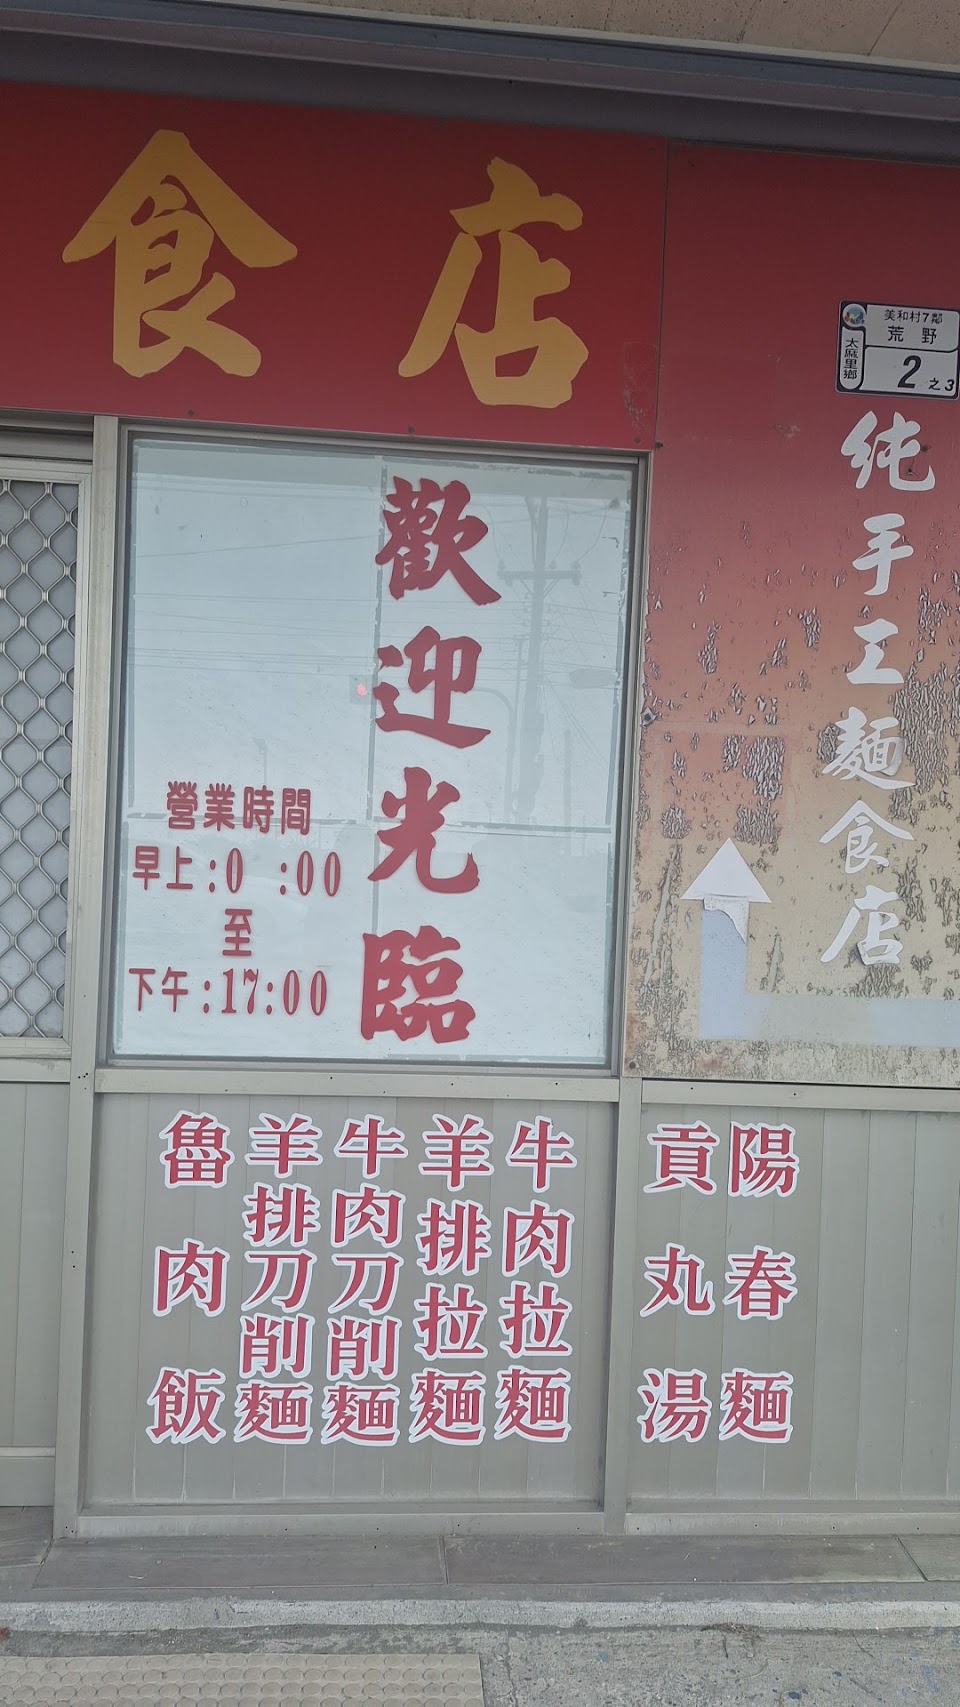 食店
美和村7鄰
荒野
太麻里鄉
2之3
純手工麵食店
歡迎光臨
營業時間
早上:0 :00
至
下午:17:00
陽春麵
貢丸湯
牛肉拉麵
羊排拉麵
牛肉刀削麵
羊排刀削麵
魯肉飯